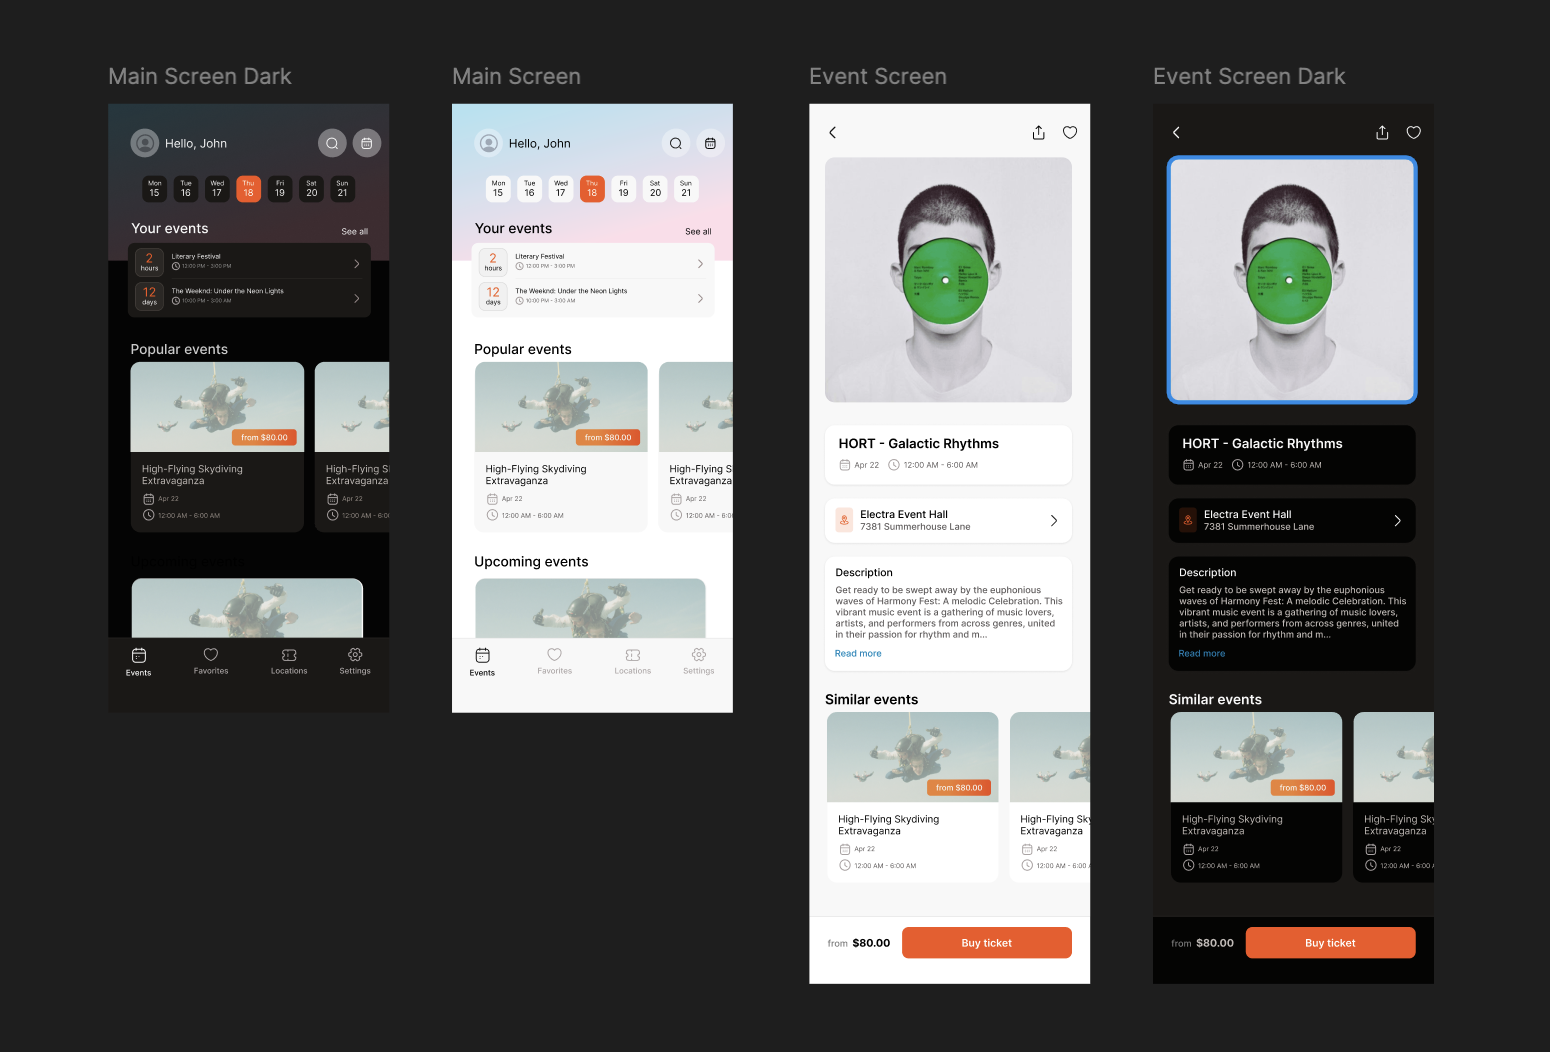 Main Screen Dark
Hello, John
Mon Tue Wed Thu Fri Sat Sun
15 16 17 18 19 20 21
Your events
See all
2
hours
Literary Festival
12:00 PM - 3:00 PM
12
days
The Weeknd: Under the Neon Lights
10:00 PM - 3:00 AM
Popular events
from $80.00
High-Flying Skydiving
Extravaganza
Apr 22
12:00 AM - 6:00 AM
High-Flying S
Extravaganza
Apr 22
12:00 AM - 6:0
Upcoming events
Events
Favorites
Locations
Settings
Main Screen
Hello, John
Mon Tue Wed Thu Fri Sat Sun
15 16 17 18 19 20 21
Your events
See all
2
hours
Literary Festival
12:00 PM - 3:00 PM
12
days
The Weeknd: Under the Neon Lights
10:00 PM - 3:00 AM
Popular events
from $80.00
High-Flying Skydiving
Extravaganza
Apr 22
12:00 AM - 6:00 AM
High-Flying S
Extravaganza
Apr 22
12:00 AM - 6:0
Upcoming events
Events
Favorites
Locations
Settings
Event Screen
HORT - Galactic Rhythms
Apr 22
12:00 AM - 6:00 AM
Electra Event Hall
7381 Summerhouse Lane
Description
Get ready to be swept away by the euphonious
waves of Harmony Fest: A melodic Celebration. This
vibrant music event is a gathering of music lovers,
artists, and performers from across genres, united
in their passion for rhythm and m...
Read more
Similar events
from $80.00
High-Flying Skydiving
Extravaganza
Apr 22
12:00 AM - 6:00 AM
High-Flying Sky
Extravaganza
Apr 22
12:00 AM - 6:00
from $80.00
Buy ticket
Event Screen Dark
HORT - Galactic Rhythms
Apr 22
12:00 AM - 6:00 AM
Electra Event Hall
7381 Summerhouse Lane
Description
Get ready to be swept away by the euphonious
waves of Harmony Fest: A melodic Celebration. This
vibrant music event is a gathering of music lovers,
artists, and performers from across genres, united
in their passion for rhythm and m...
Read more
Similar events
from $80.00
High-Flying Skydiving
Extravaganza
Apr 22
12:00 AM - 6:00 AM
High-Flying Sky
Extravaganza
Apr 22
12:00 AM - 6:00
from $80.00
Buy ticket